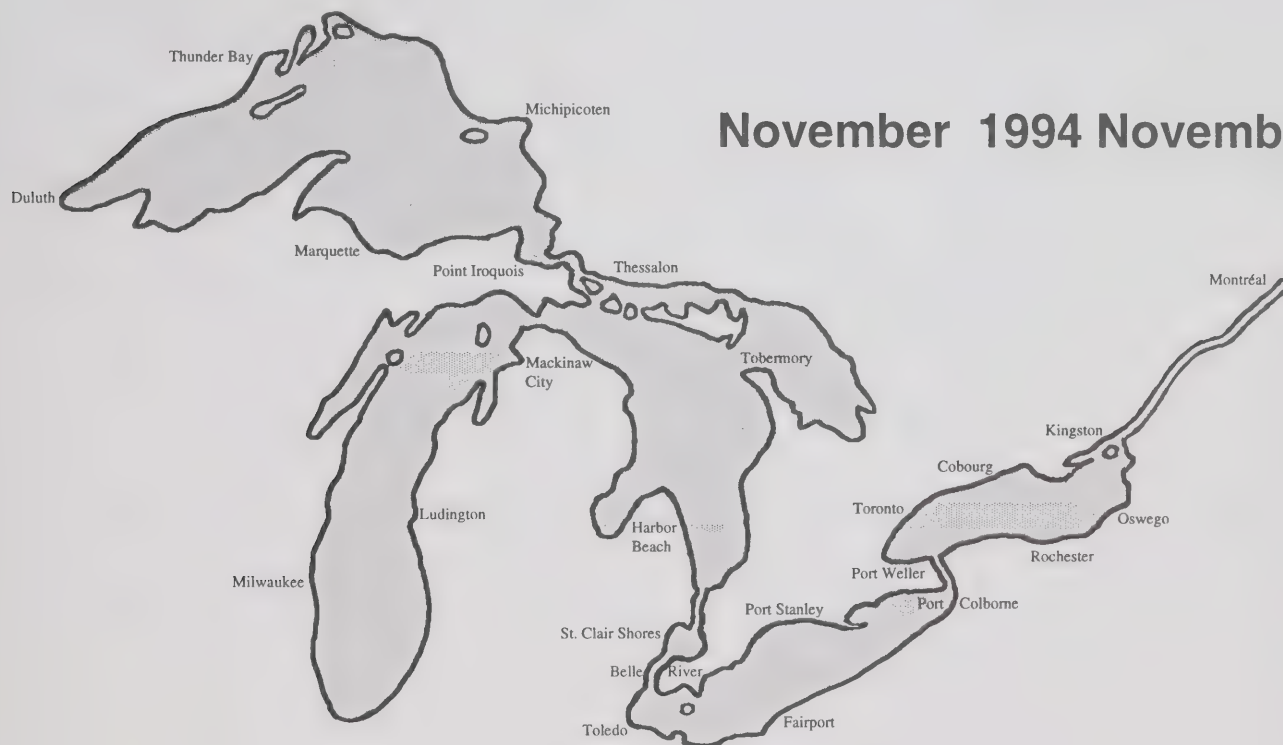 Thunder Bay
Michipicoten
November 1994 Novemb
Duluth
Marquette
Point Iroquois
Thessalon
Montréal
Mackinaw
City
Tobermory
Kingston
Cobourg
Ludington
Toronto
Oswego
Harbor
Beach
Rochester
Milwaukee
Port Weller
Port Colborne
Port Stanley
St. Clair Shores
Belle River
Toledo
Fairport